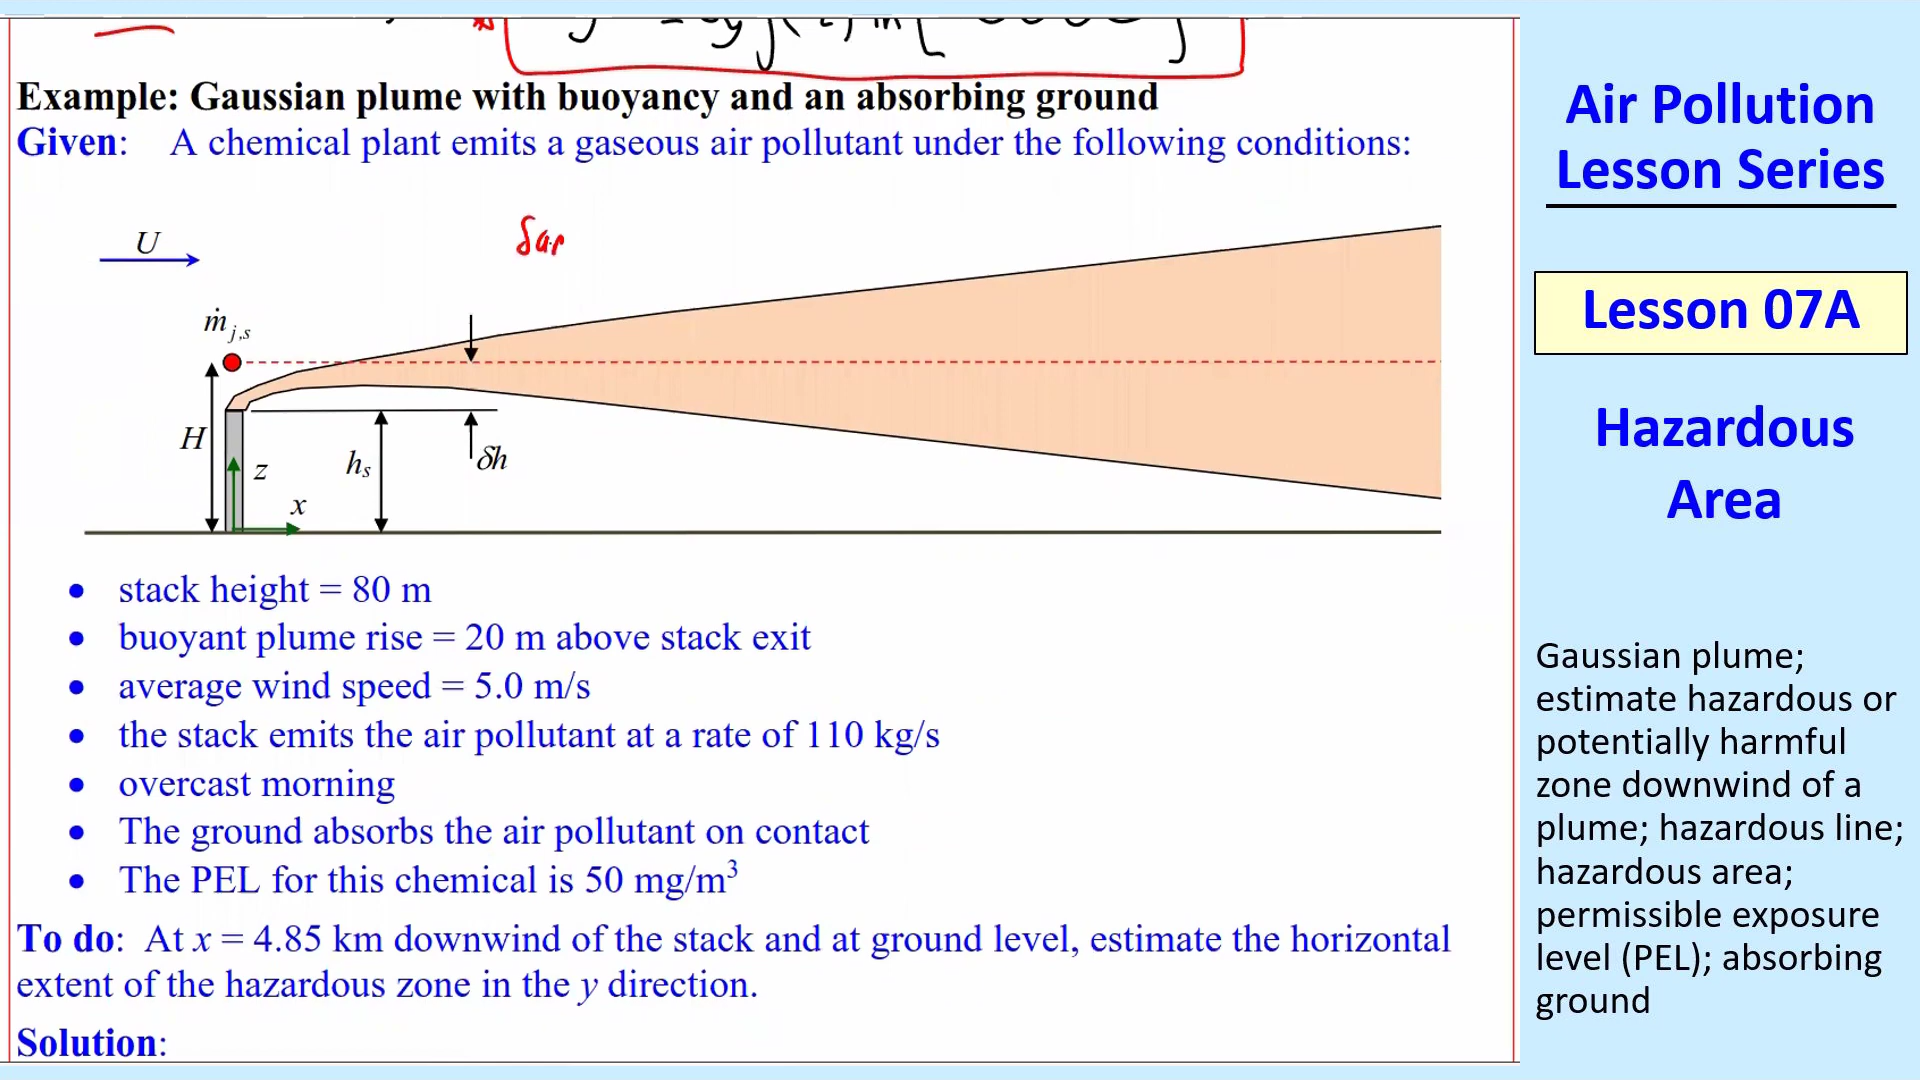 Example: Gaussian plume with buoyancy and an absorbing ground
Given: A chemical plant emits a gaseous air pollutant under the following conditions:
U
ṁj,s
H
z
x
hs
δh
• stack height = 80 m
• buoyant plume rise = 20 m above stack exit
• average wind speed = 5.0 m/s
• the stack emits the air pollutant at a rate of 110 kg/s
• overcast morning
• The ground absorbs the air pollutant on contact
• The PEL for this chemical is 50 mg/m³
To do: At x = 4.85 km downwind of the stack and at ground level, estimate the horizontal
extent of the hazardous zone in the y direction.
Solution:
Air Pollution
Lesson Series
Lesson 07A
Hazardous
Area
Gaussian plume;
estimate hazardous or
potentially harmful
zone downwind of a
plume; hazardous line;
hazardous area;
permissible exposure
level (PEL); absorbing
ground